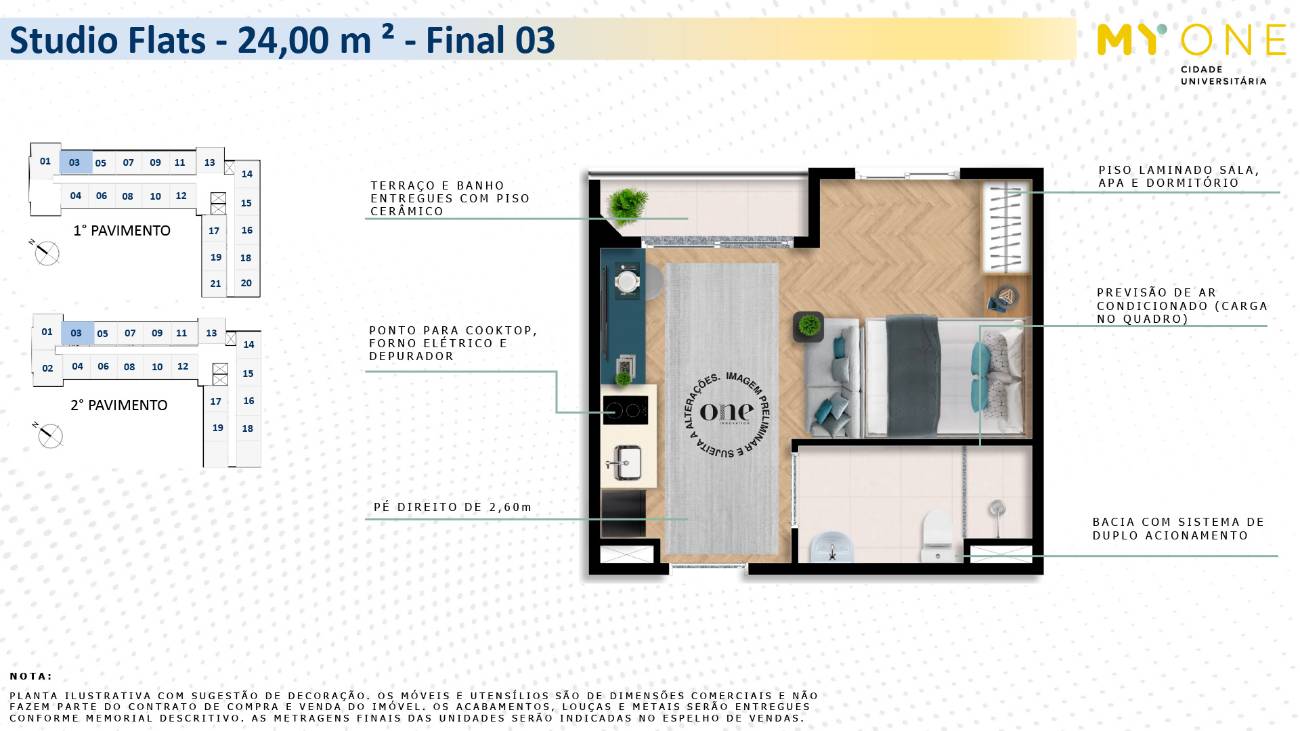 Studio Flats - 24,00 m ² - Final 03
MY ONE
CIDADE
UNIVERSITÁRIA
01 03 05 07 09 11 13
14
04 06 08 10 12
15
17 16
19 18
21 20
1° PAVIMENTO
N
01 03 05 07 09 11 13
14
02 04 06 08 10 12
15
17 16
19 18
2° PAVIMENTO
N
TERRAÇO E BANHO
ENTREGUES COM PISO
CERÂMICO
PONTO PARA COOKTOP,
FORNO ELÉTRICO E
DEPURADOR
PÉ DIREITO DE 2,60m
IMAGEM PRELIMINAR E SUJEITA A ALTERAÇÕES.
one
INNOVATION
PISO LAMINADO SALA,
APA E DORMITÓRIO
PREVISÃO DE AR
CONDICIONADO (CARGA
NO QUADRO)
BACIA COM SISTEMA DE
DUPLO ACIONAMENTO
NOTA:
PLANTA ILUSTRATIVA COM SUGESTÃO DE DECORAÇÃO. OS MÓVEIS E UTENSÍLIOS SÃO DE DIMENSÕES COMERCIAIS E NÃO
FAZEM PARTE DO CONTRATO DE COMPRA E VENDA DO IMÓVEL. OS ACABAMENTOS, LOUÇAS E METAIS SERÃO ENTREGUES
CONFORME MEMORIAL DESCRITIVO. AS METRAGENS FINAIS DAS UNIDADES SERÃO INDICADAS NO ESPELHO DE VENDAS.